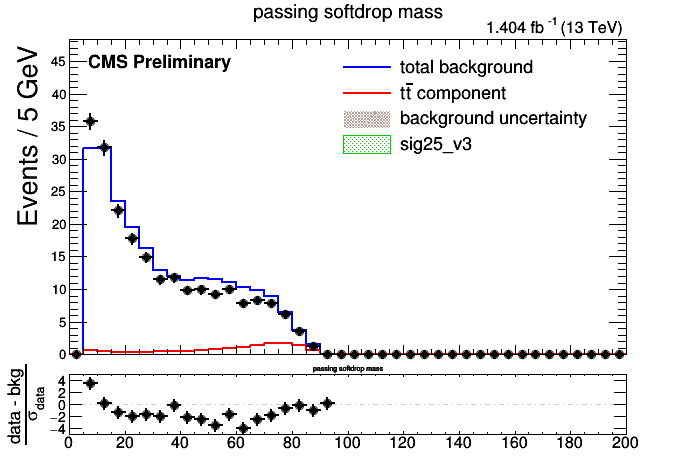 passing softdrop mass
1.404 fb⁻¹ (13 TeV)
CMS Preliminary
total background
tt̅ component
background uncertainty
sig25_v3
Events / 5 GeV
45
40
35
30
25
20
15
10
5
0
passing softdrop mass
data - bkg
σ data
4
2
0
−2
−4
0 20 40 60 80 100 120 140 160 180 200